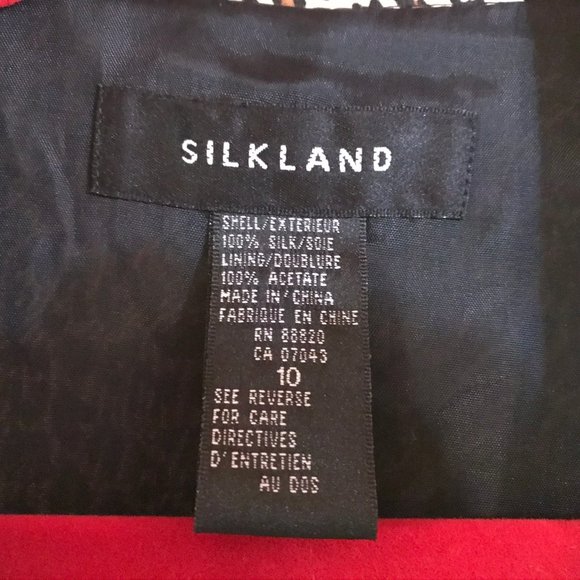 SILKLAND
SHELL/EXTERIEUR
100% SILK/SOIE
LINING/DOUBLURE
100% ACETATE
MADE IN CHINA
FABRIQUE EN CHINE
RN 88820
CA 07043
10
SEE REVERSE
FOR CARE
DIRECTIVES
D'ENTRETIEN
AU DOS